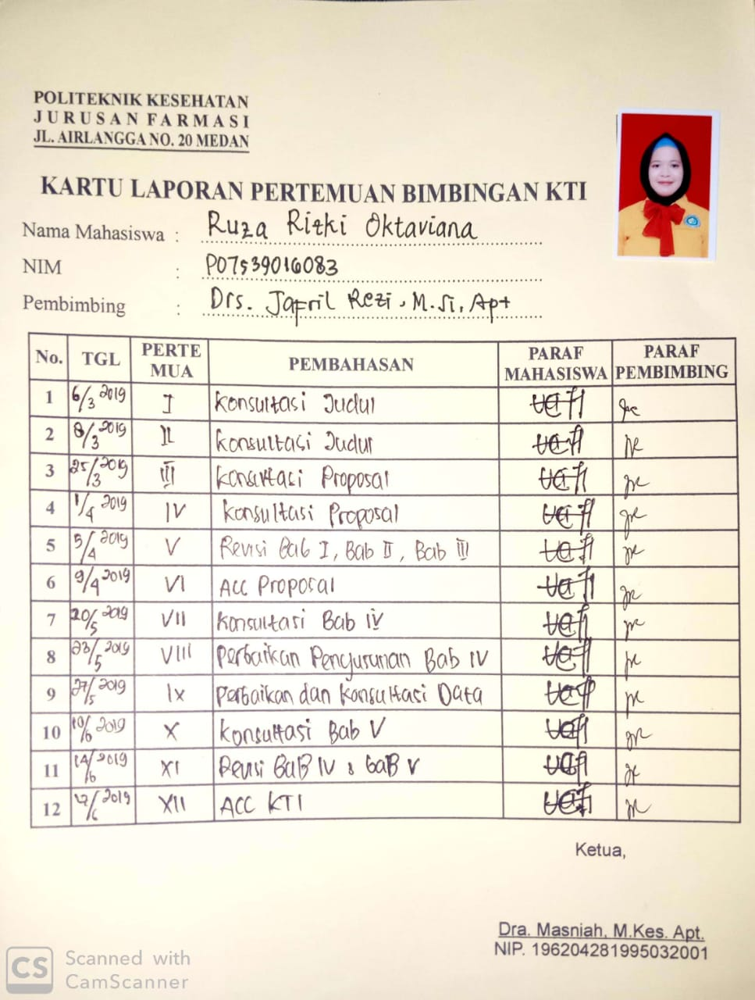 POLITEKNIK KESEHATAN
JURUSAN FARMASI
JL. AIRLANGGA NO. 20 MEDAN
KARTU LAPORAN PERTEMUAN BIMBINGAN KTI
Nama Mahasiswa : Ruza Rizki Oktaviana
NIM : P07539016083
Pembimbing : Drs. Jafril Rezi, M.Si, Apt
No. TGL PERTE MUA PEMBAHASAN PARAF MAHASISWA PARAF PEMBIMBING
1 6/3 2019 I Konsultasi Judul
2 8/3 2019 II Konsultasi Judul
3 25/3 2019 III Konsultasi Proposal
4 1/4 2019 IV Konsultasi Proposal
5 5/4 2019 V Revisi Bab I, Bab II, Bab III
6 9/4 2019 VI Acc Proposal
7 20/5 2019 VII Konsultasi Bab IV
8 23/5 2019 VIII Perbaikan Penyusunan Bab IV
9 27/5 2019 IX Perbaikan dan Konsultasi Data
10 10/6 2019 X Konsultasi Bab V
11 14/6 2019 XI Revisi BaB IV & baB V
12 17/6 2019 XII ACC KTI
Ketua,
Dra. Masniah, M.Kes. Apt.
NIP. 196204281995032001
CS Scanned with
CamScanner